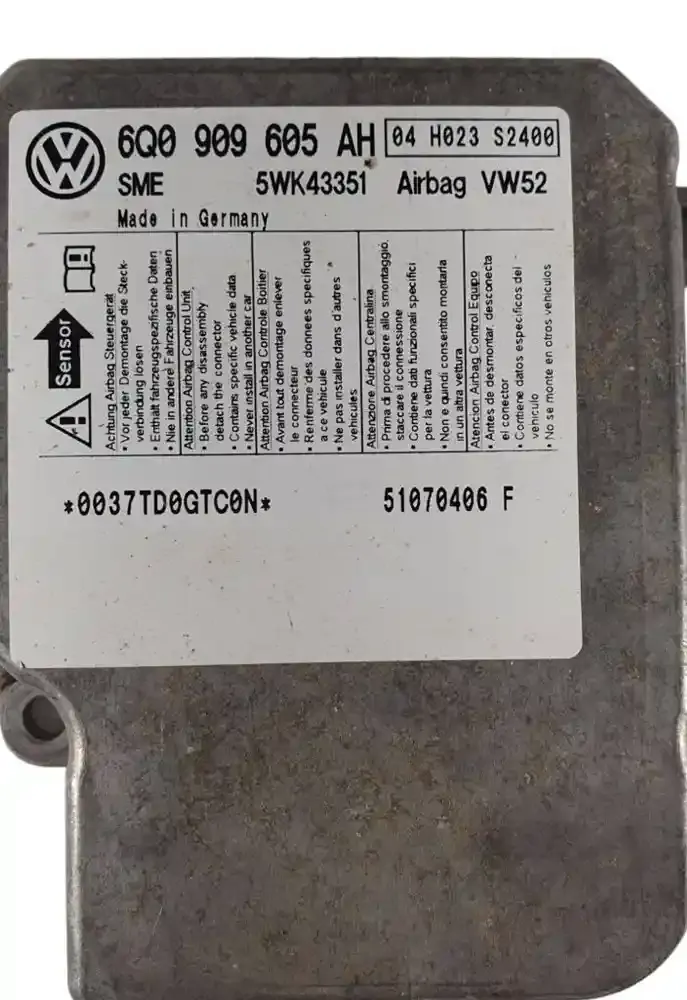 6Q0 909 605 AH 04 H023 S2400
SME 5WK43351 Airbag VW52
Made in Germany
Sensor
Achtung Airbag Steuergerät
• Vor jeder Demontage die Steck-
verbindung lösen
• Enthält fahrzeugspezifische Daten
• Nie in andere Fahrzeuge einbauen
Attention Airbag Control Unit
• Before any disassembly
detach the connector
• Contains specific vehicle data
• Never install in another car
Attention Airbag Controle Boitier
• Avant tout demontage enlever
le connecteur
• Renferme des donnees specifiques
a ce vehicule
• Ne pas installer dans d'autres
vehicules
Attenzione Airbag Centralina
• Prima di procedere allo smontaggio,
staccare il connessione
• Contiene dati funzionali specifici
per la vettura
• Non e quindi consentito montarla
in un altra vettura
Atencion Airbag Control Equipo
• Antes de desmontar, desconecta
el conector
• Contiene datos especificos del
vehiculo
• No se monte en otros vehiculos
*0037TD0GTC0N* 51070406 F